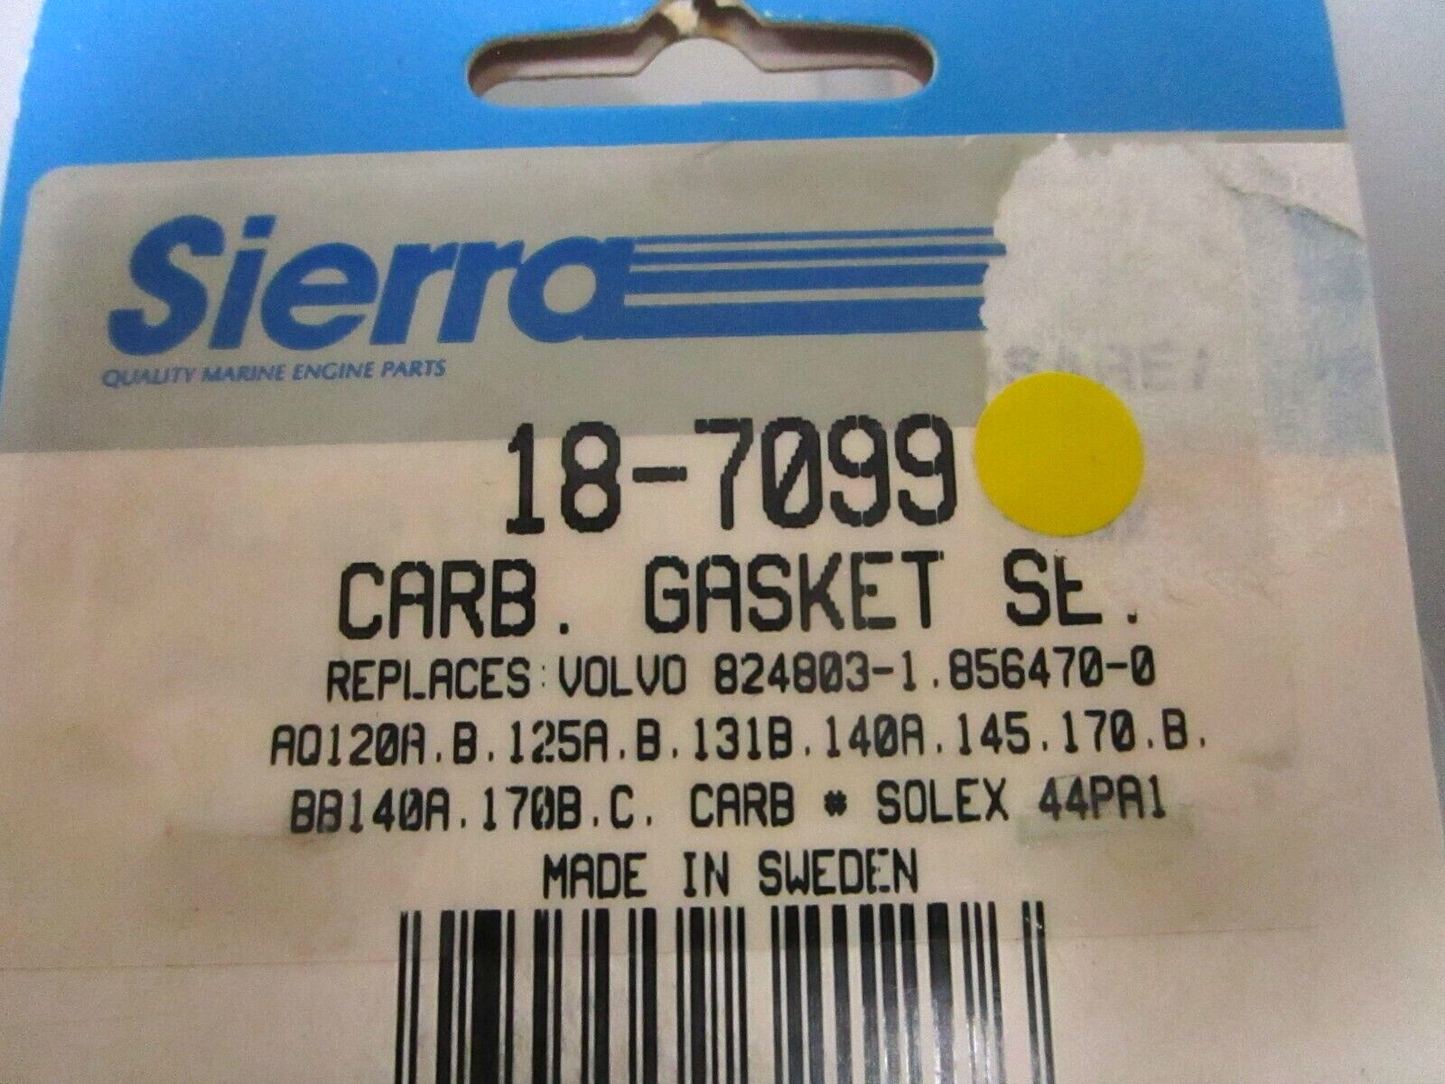 Sierra
QUALITY MARINE ENGINE PARTS
18-7099
CARB. GASKET
REPLACES:VOLVO 824803-1.856470-0
AQ120A.B.125A.B.131B.140A.145.170.B.
BB140A.170B.C. CARB # SOLEX 44PA1
MADE IN SWEDEN